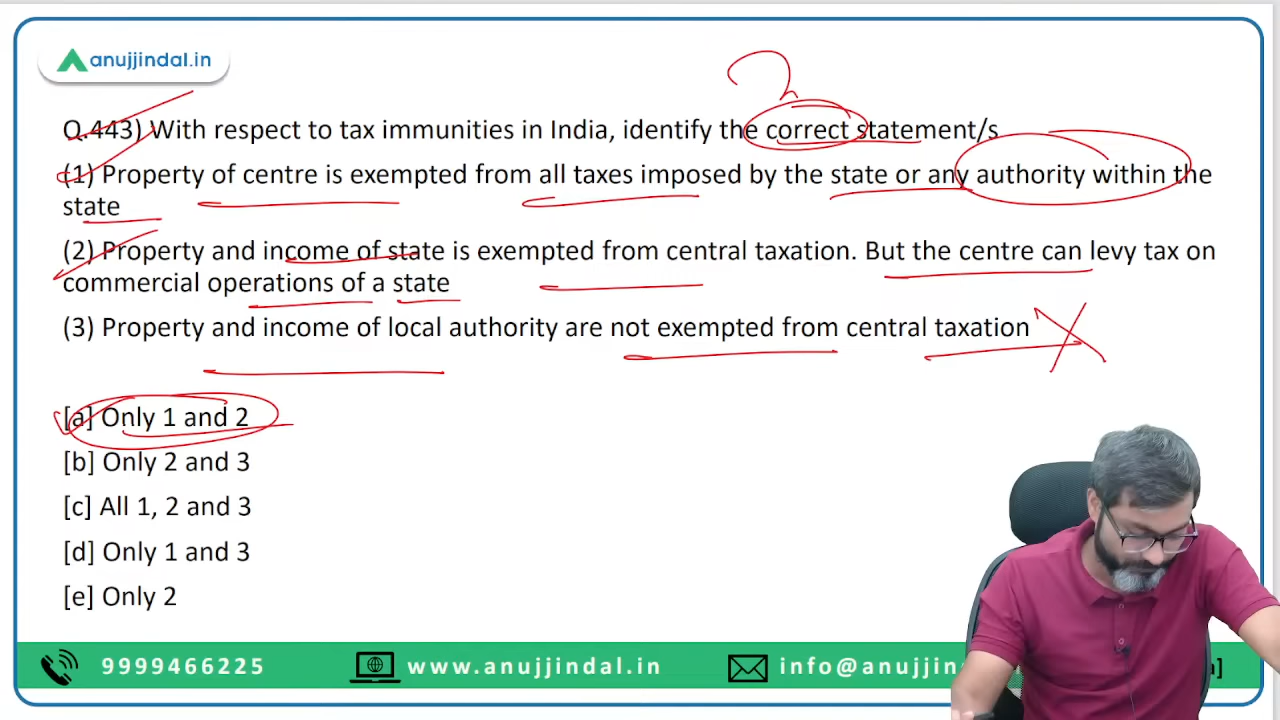 anujjindal.in
Q.443) With respect to tax immunities in India, identify the correct statement/s
(1) Property of centre is exempted from all taxes imposed by the state or any authority within the
state
(2) Property and income of state is exempted from central taxation. But the centre can levy tax on
commercial operations of a state
(3) Property and income of local authority are not exempted from central taxation
[a] Only 1 and 2
[b] Only 2 and 3
[c] All 1, 2 and 3
[d] Only 1 and 3
[e] Only 2
9999466225 www.anujjindal.in info@anujjin